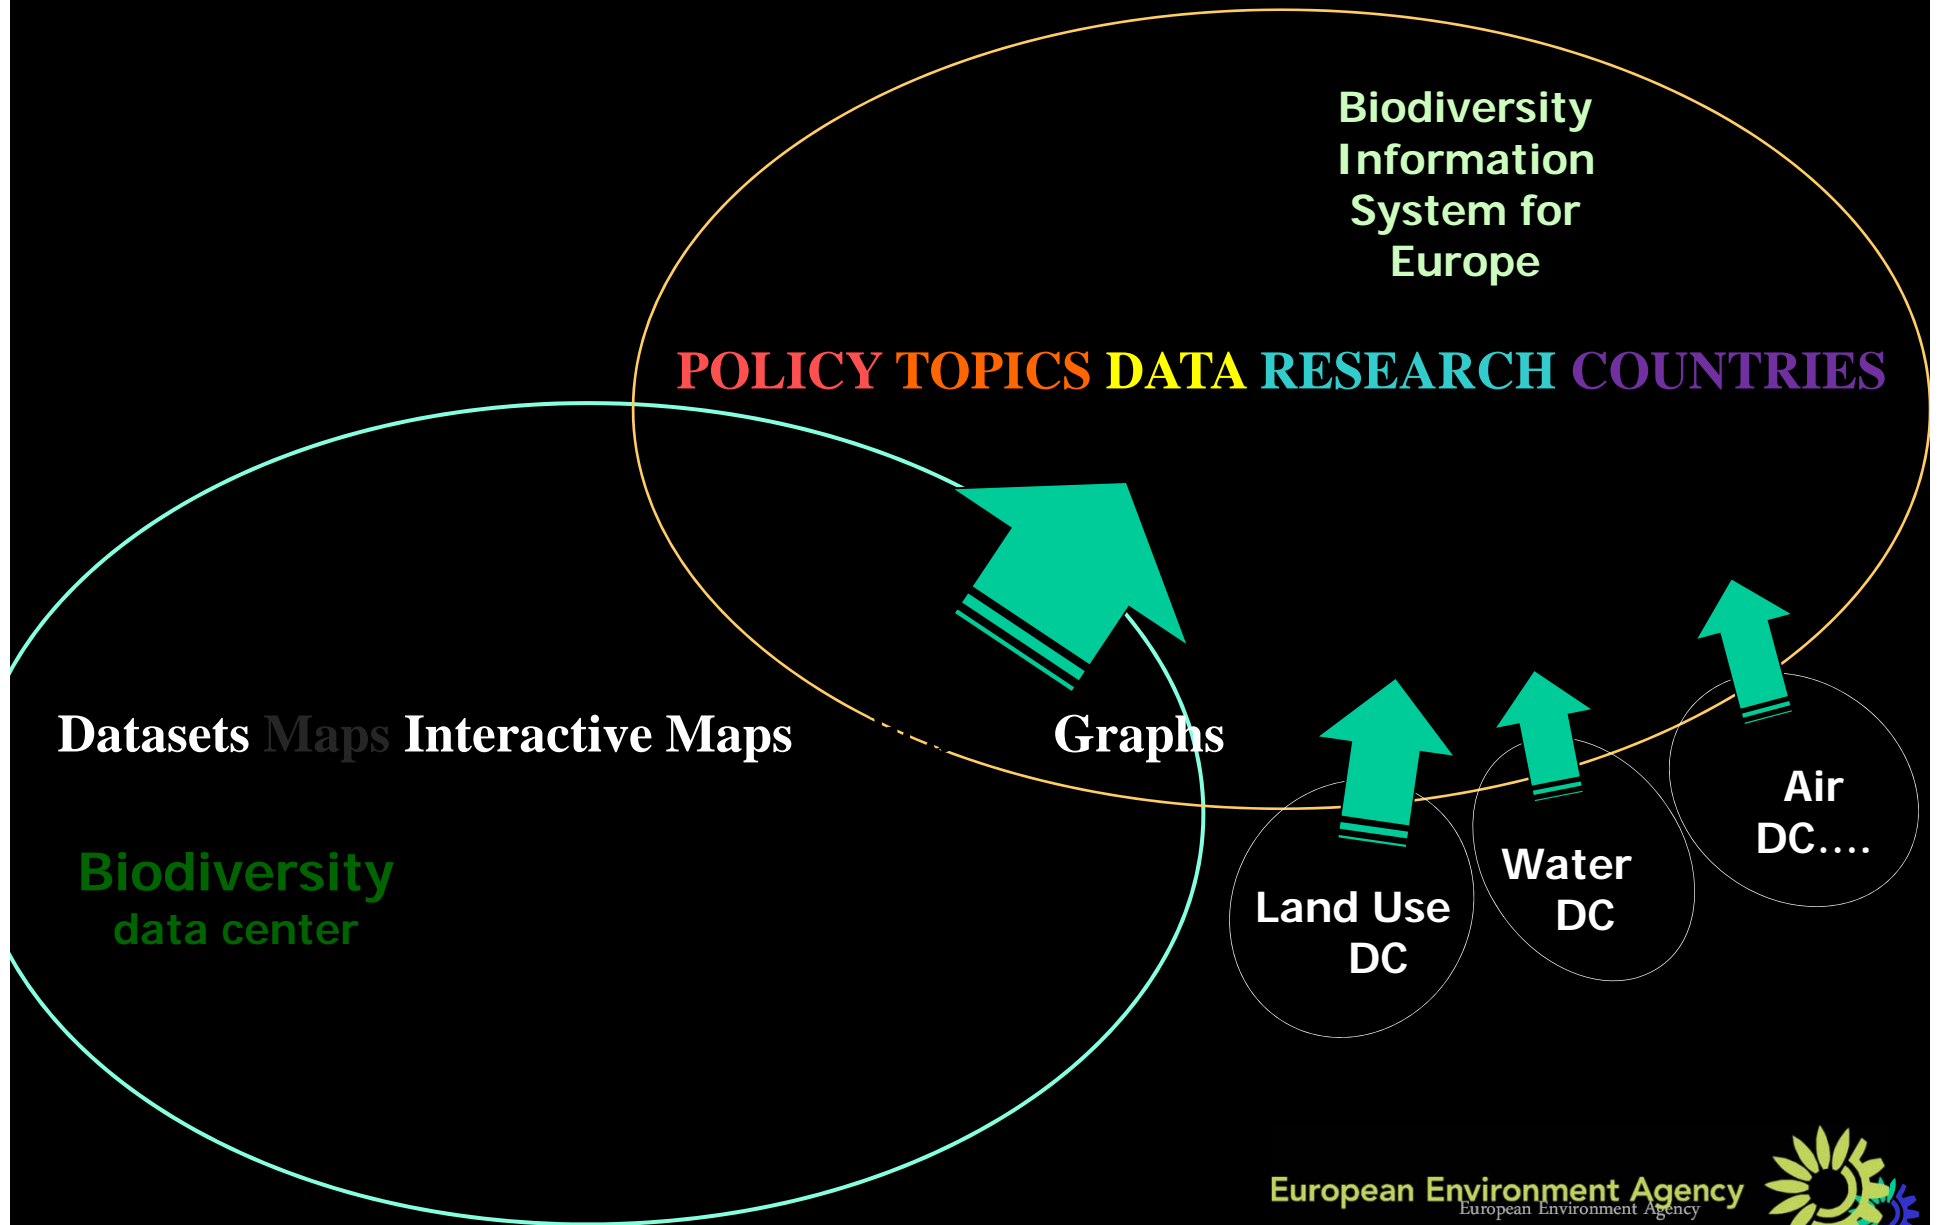 Biodiversity
Information
System for
Europe
POLICY TOPICS DATA RESEARCH COUNTRIES
Datasets Maps Interactive Maps Graphs
Biodiversity
data center
Land Use
DC
Water
DC
Air
DC....
European Environment Agency
European Environment Agency